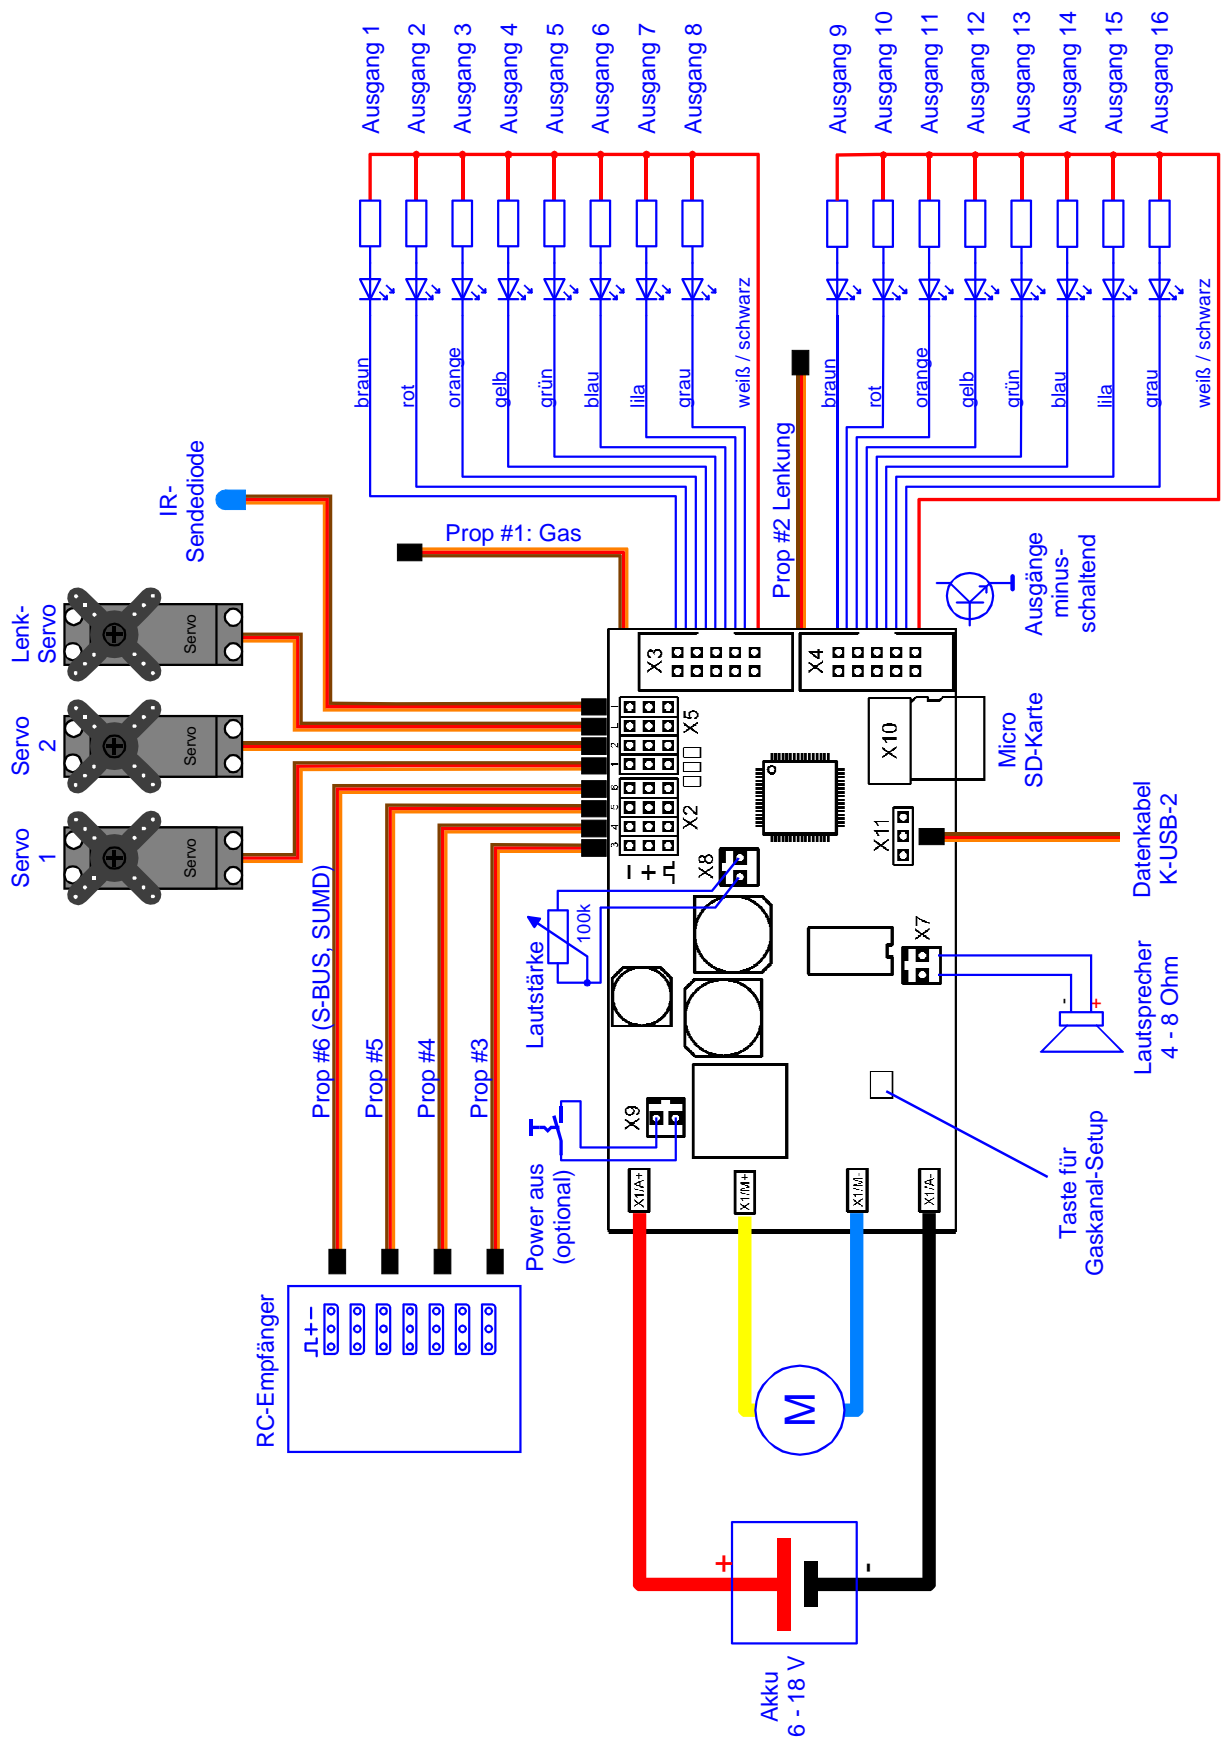 Servo
1
Servo
2
Lenk-
Servo
Servo
Servo
Servo
IR-
Sendediode
Ausgang 1
Ausgang 2
Ausgang 3
Ausgang 4
Ausgang 5
Ausgang 6
Ausgang 7
Ausgang 8
Ausgang 9
Ausgang 10
Ausgang 11
Ausgang 12
Ausgang 13
Ausgang 14
Ausgang 15
Ausgang 16
braun
rot
orange
gelb
grün
blau
lila
grau
weiß / schwarz
braun
rot
orange
gelb
grün
blau
lila
grau
weiß / schwarz
Prop #1: Gas
Prop #2 Lenkung
RC-Empfänger
+ -
Prop #6 (S-BUS, SUMD)
Prop #5
Prop #4
Prop #3
Power aus
(optional)
Lautstärke
100k
3
4
5
6
1
2
L
I
- +
X2
X5
X3
X4
X8
X9
X10
X11
X7
X1/A+
X1/M+
X1/M-
X1/A-
Ausgänge
minus-
schaltend
Micro
SD-Karte
Datenkabel
K-USB-2
- +
Lautsprecher
4 - 8 Ohm
Taste für
Gaskanal-Setup
M
+
-
Akku
6 - 18 V